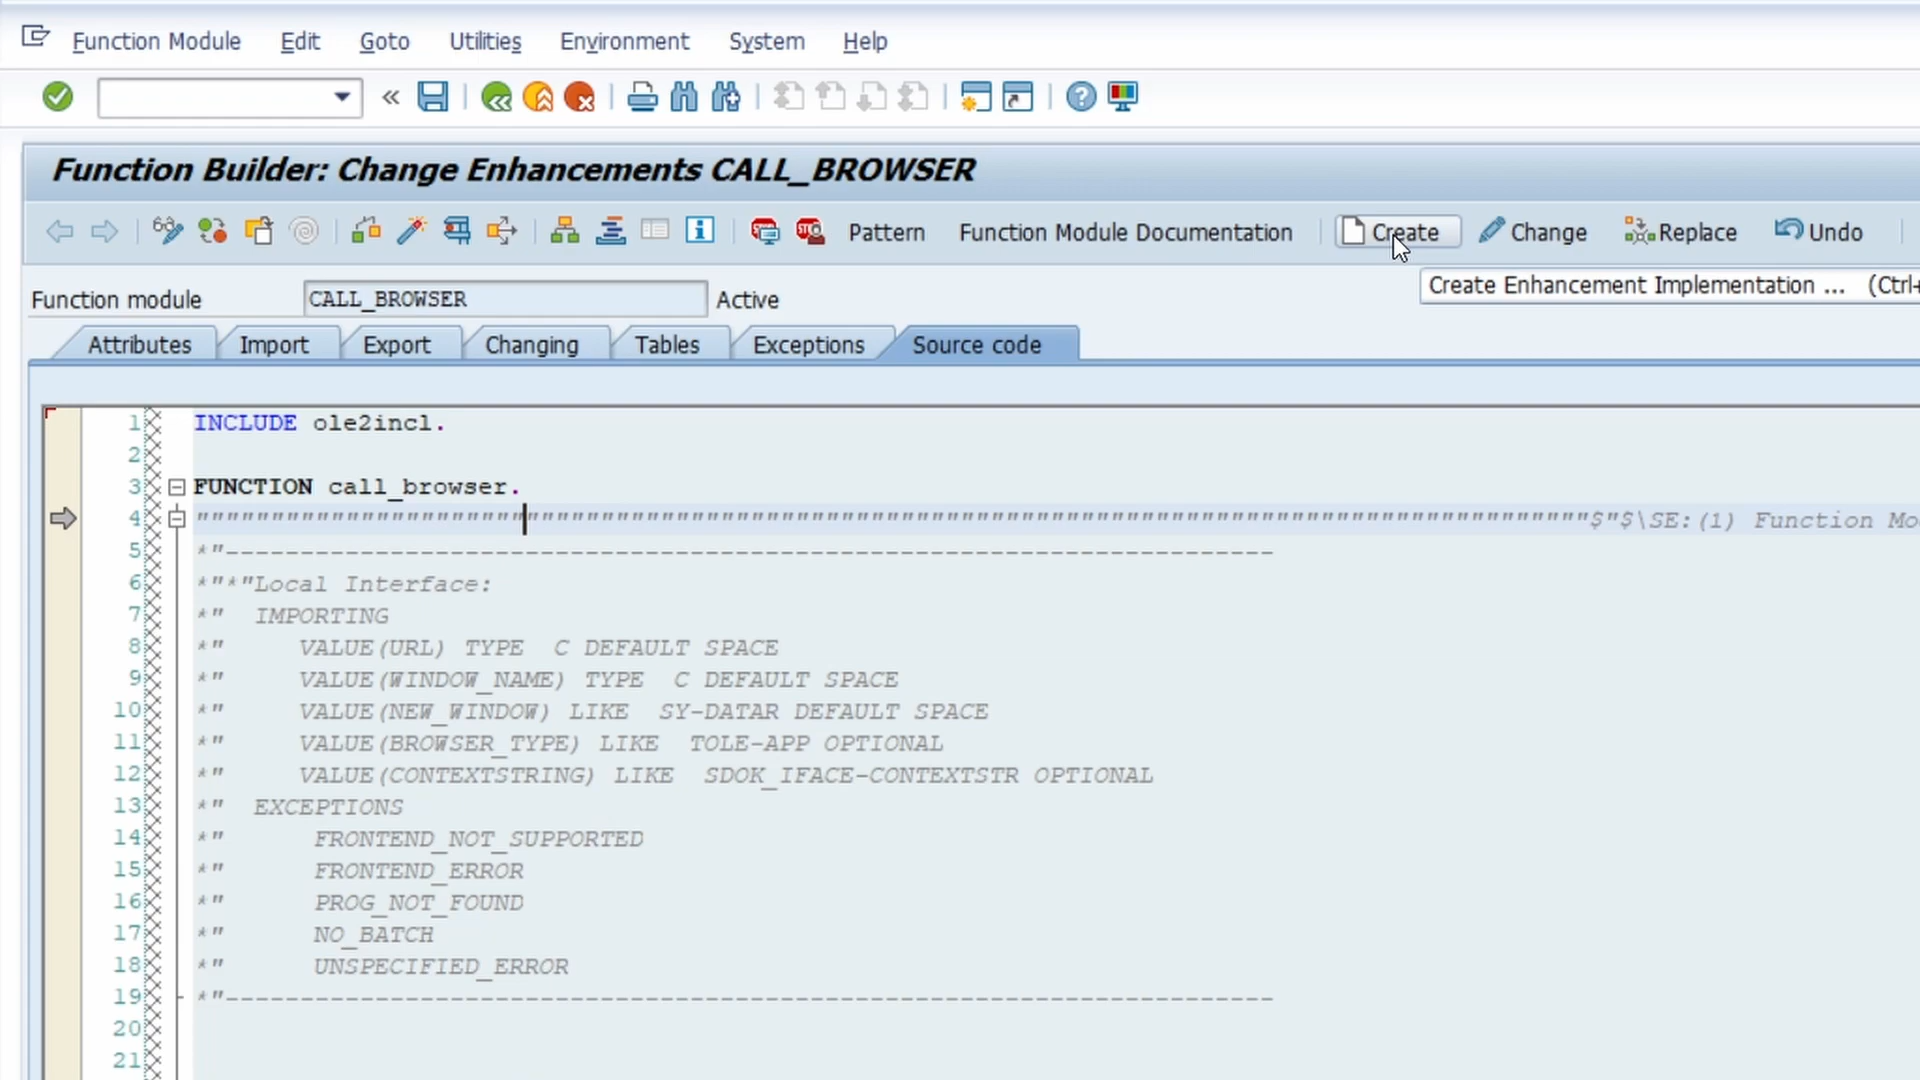 Function Module Edit Goto Utilities Environment System Help
Function Builder: Change Enhancements CALL_BROWSER
Pattern Function Module Documentation Create Change Replace Undo
Create Enhancement Implementation ... (Ctrl+
Function module CALL_BROWSER Active
Attributes Import Export Changing Tables Exceptions Source code
1 INCLUDE ole2incl.
2
3 FUNCTION call_browser.
4 """""""""""""""""""""""""""""""""""""""""""""""""""""""""""""""""""""""""""""""""""""""""""""$"$\SE:(1) Function Mo
5 *"----------------------------------------------------------------------
6 *"*"Local Interface:
7 *" IMPORTING
8 *" VALUE(URL) TYPE C DEFAULT SPACE
9 *" VALUE(WINDOW_NAME) TYPE C DEFAULT SPACE
10 *" VALUE(NEW_WINDOW) LIKE SY-DATAR DEFAULT SPACE
11 *" VALUE(BROWSER_TYPE) LIKE TOLE-APP OPTIONAL
12 *" VALUE(CONTEXTSTRING) LIKE SDOK_IFACE-CONTEXTSTR OPTIONAL
13 *" EXCEPTIONS
14 *" FRONTEND_NOT_SUPPORTED
15 *" FRONTEND_ERROR
16 *" PROG_NOT_FOUND
17 *" NO_BATCH
18 *" UNSPECIFIED_ERROR
19 *"----------------------------------------------------------------------
20
21